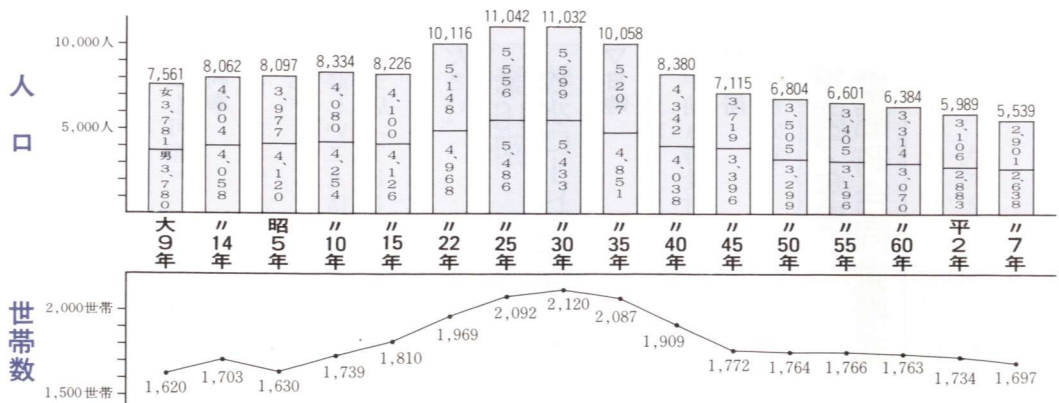 人口
10,000人
5,000人
7,561
8,062
8,097
8,334
8,226
10,116
11,042
11,032
10,058
8,380
7,115
6,804
6,601
6,384
5,989
5,539
女3、781
4、004
3、977
4、080
4、100
5、148
5、556
5、599
5、207
4、342
3、719
3、505
3、405
3、314
3、106
2、901
男3、780
4、058
4、120
4、254
4、126
4、968
5、486
5、433
4、851
4、038
3、396
3、299
3、196
3、070
2、883
2、638
大9年
〃14年
昭5年
〃10年
〃15年
〃22年
〃25年
〃30年
〃35年
〃40年
〃45年
〃50年
〃55年
〃60年
平2年
〃7年
世帯数
2,000世帯
1,500世帯
1,620
1,703
1,630
1,739
1,810
1,969
2,092
2,120
2,087
1,909
1,772
1,764
1,766
1,763
1,734
1,697